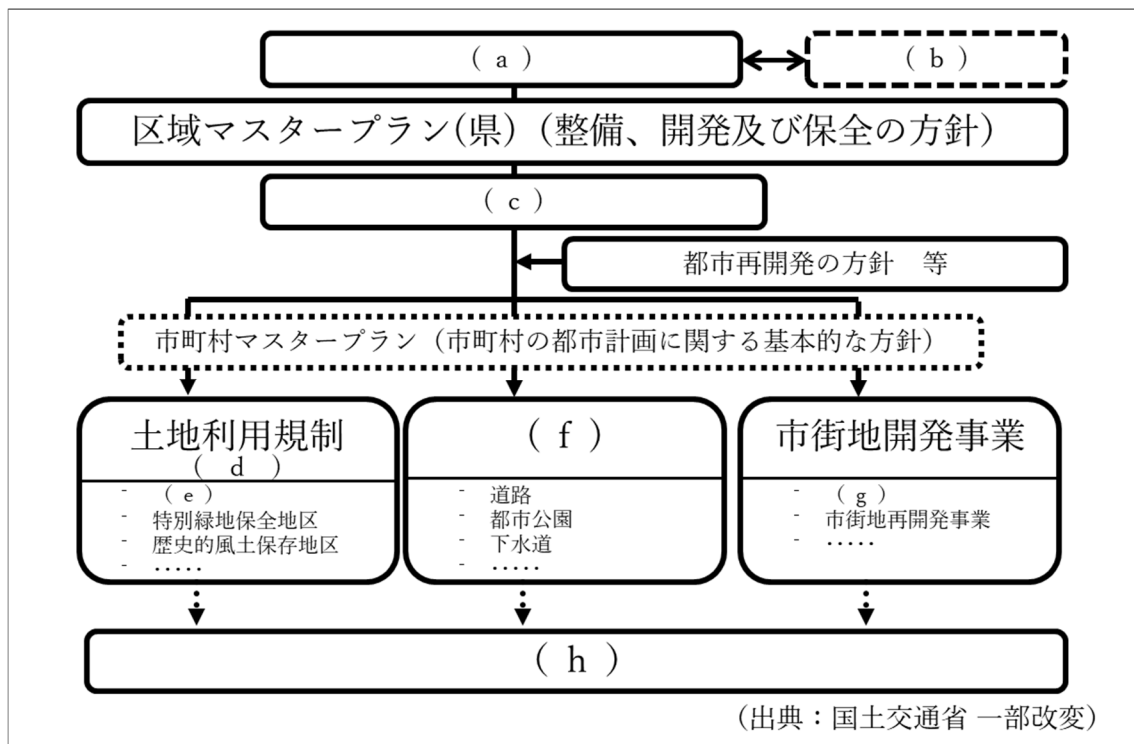 ( a )
( b )
区域マスタープラン(県)（整備、開発及び保全の方針）
( c )
都市再開発の方針　等
市町村マスタープラン（市町村の都市計画に関する基本的な方針）
土地利用規制
( d )
- ( e )
- 特別緑地保全地区
- 歴史的風土保存地区
- ・・・・・
( f )
- 道路
- 都市公園
- 下水道
- ・・・・・
市街地開発事業
- ( g )
- 市街地再開発事業
- ・・・・・
( h )
（出典：国土交通省 一部改変）